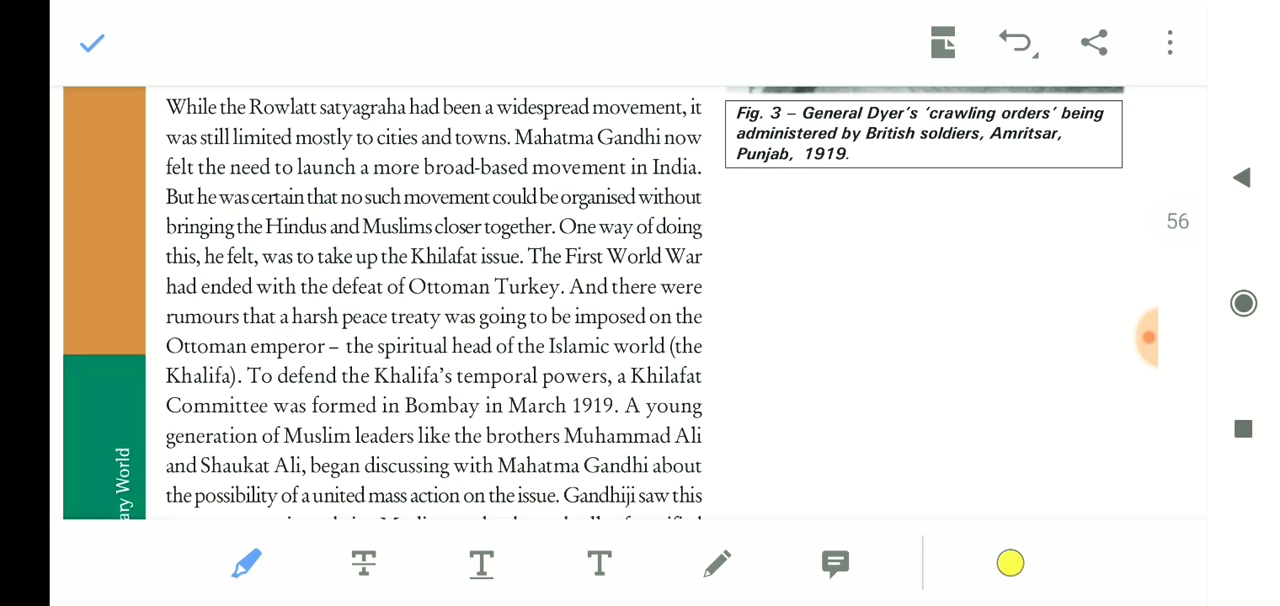 While the Rowlatt satyagraha had been a widespread movement, it
was still limited mostly to cities and towns. Mahatma Gandhi now
felt the need to launch a more broad-based movement in India.
But he was certain that no such movement could be organised without
bringing the Hindus and Muslims closer together. One way of doing
this, he felt, was to take up the Khilafat issue. The First World War
had ended with the defeat of Ottoman Turkey. And there were
rumours that a harsh peace treaty was going to be imposed on the
Ottoman emperor – the spiritual head of the Islamic world (the
Khalifa). To defend the Khalifa's temporal powers, a Khilafat
Committee was formed in Bombay in March 1919. A young
generation of Muslim leaders like the brothers Muhammad Ali
and Shaukat Ali, began discussing with Mahatma Gandhi about
the possibility of a united mass action on the issue. Gandhiji saw this
Fig. 3 – General Dyer's 'crawling orders' being
administered by British soldiers, Amritsar,
Punjab, 1919.
56
ary World